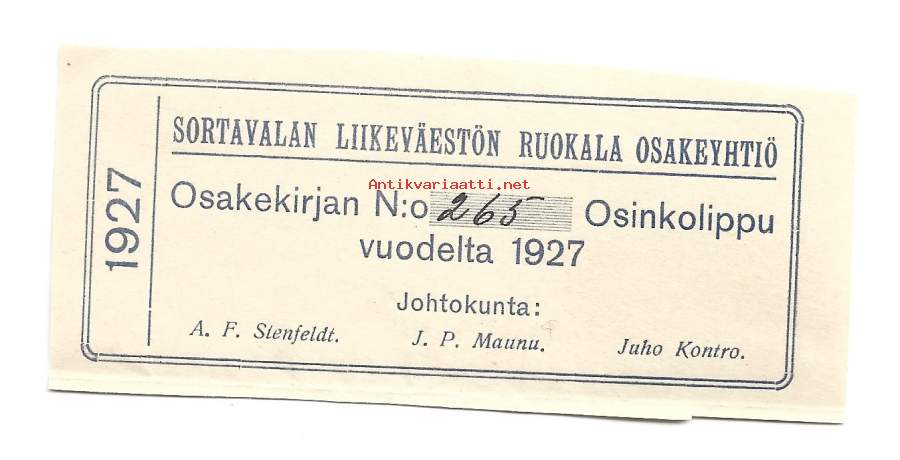 1927
SORTAVALAN LIIKEVÄESTÖN RUOKALA OSAKEYHTIÖ
Antikvariaatti.net
Osakekirjan N:o 265 Osinkolippu
vuodelta 1927
Johtokunta:
A. F. Stenfeldt. J. P. Maunu. Juho Kontro.